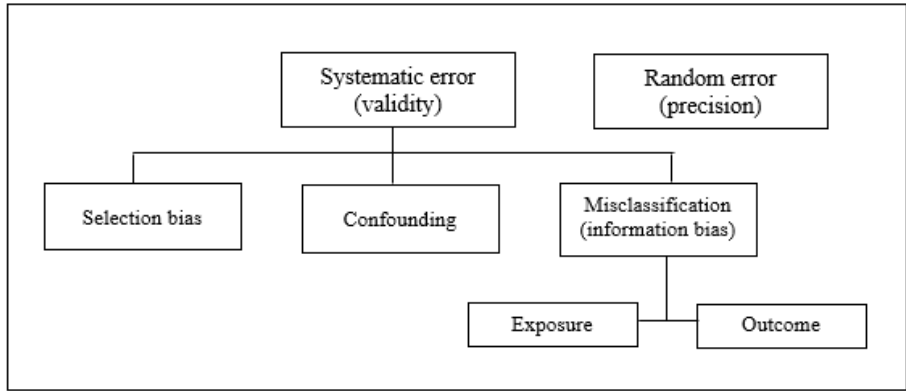 Systematic error
(validity)
Random error
(precision)
Selection bias
Confounding
Misclassification
(information bias)
Exposure
Outcome